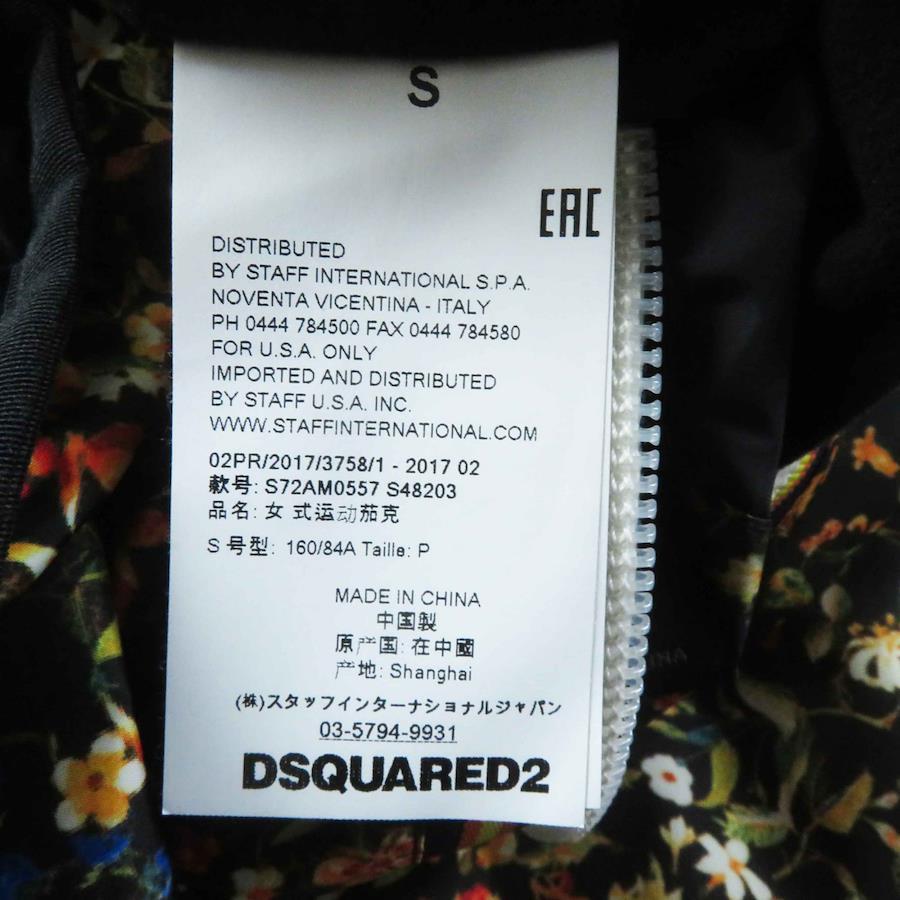 S
EAC
DISTRIBUTED
BY STAFF INTERNATIONAL S.P.A.
NOVENTA VICENTINA - ITALY
PH 0444 784500 FAX 0444 784580
FOR U.S.A. ONLY
IMPORTED AND DISTRIBUTED
BY STAFF U.S.A. INC.
WWW.STAFFINTERNATIONAL.COM
02PR/2017/3758/1 - 2017 02
款号: S72AM0557 S48203
品名: 女 式运动茄克
S 号型: 160/84A Taille: P
MADE IN CHINA
中国製
原产国: 在中國
产地: Shanghai
(株)スタッフインターナショナルジャパン
03-5794-9931
DSQUARED2